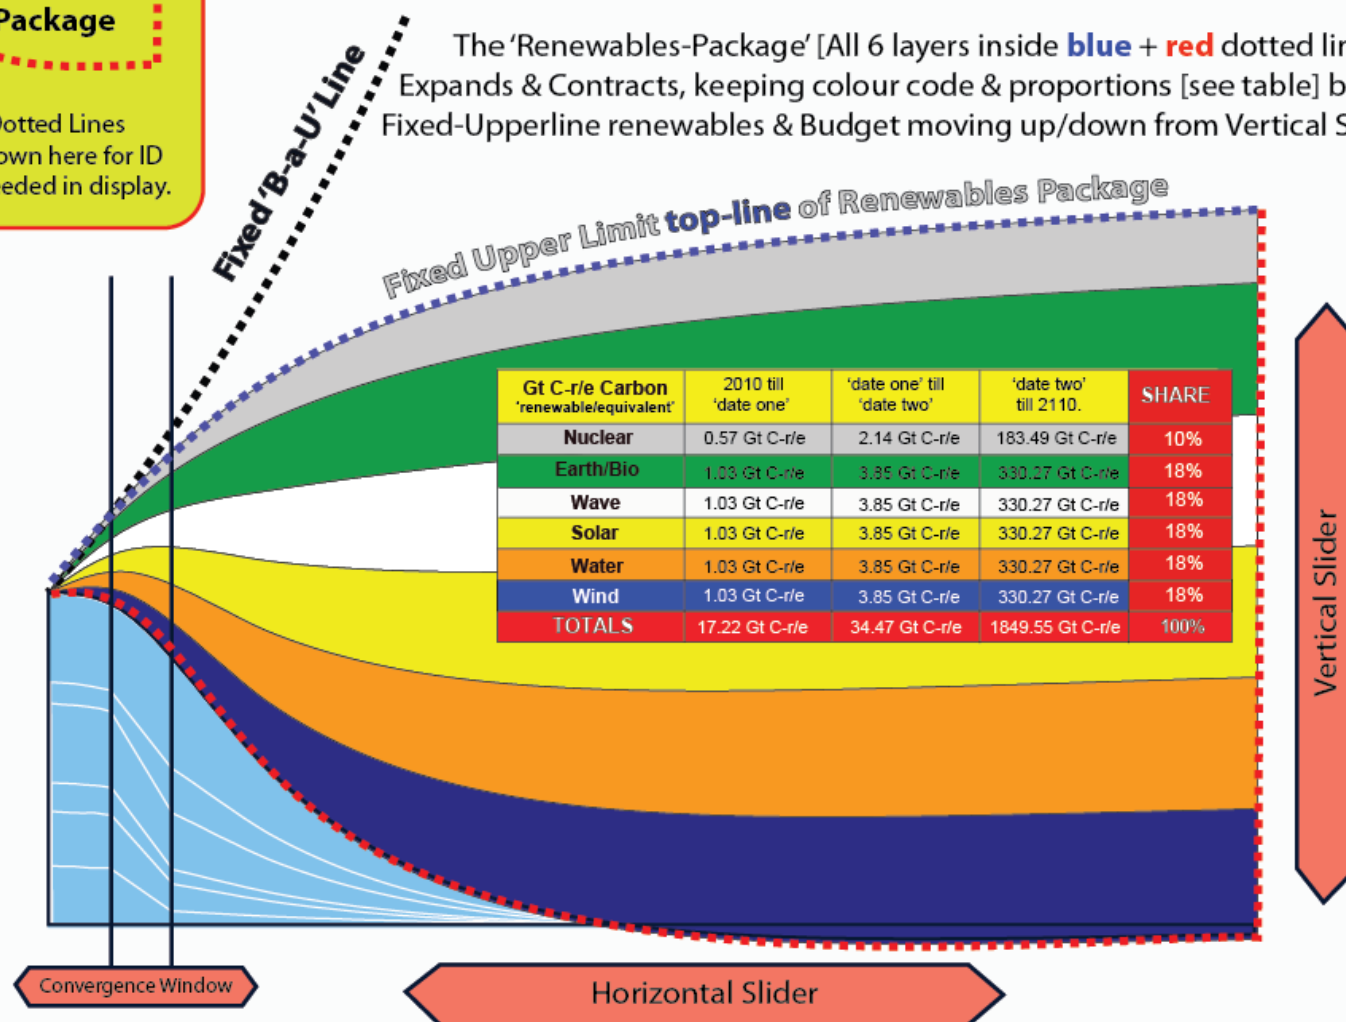 Package
Dotted Lines
own here for ID
eeded in display.
Fixed 'B-a-U' Line
The 'Renewables-Package' [All 6 layers inside blue + red dotted lin
Expands & Contracts, keeping colour code & proportions [see table] b
Fixed-Upperline renewables & Budget moving up/down from Vertical S
Fixed Upper Limit top-line of Renewables Package
Gt C-r/e Carbon 'renewable/equivalent' 2010 till 'date one' 'date one' till 'date two' 'date two' till 2110. SHARE
Nuclear 0.57 Gt C-r/e 2.14 Gt C-r/e 183.49 Gt C-r/e 10%
Earth/Bio 1.03 Gt C-r/e 3.85 Gt C-r/e 330.27 Gt C-r/e 18%
Wave 1.03 Gt C-r/e 3.85 Gt C-r/e 330.27 Gt C-r/e 18%
Solar 1.03 Gt C-r/e 3.85 Gt C-r/e 330.27 Gt C-r/e 18%
Water 1.03 Gt C-r/e 3.85 Gt C-r/e 330.27 Gt C-r/e 18%
Wind 1.03 Gt C-r/e 3.85 Gt C-r/e 330.27 Gt C-r/e 18%
TOTALS 17.22 Gt C-r/e 34.47 Gt C-r/e 1849.55 Gt C-r/e 100%
Vertical Slider
Convergence Window
Horizontal Slider